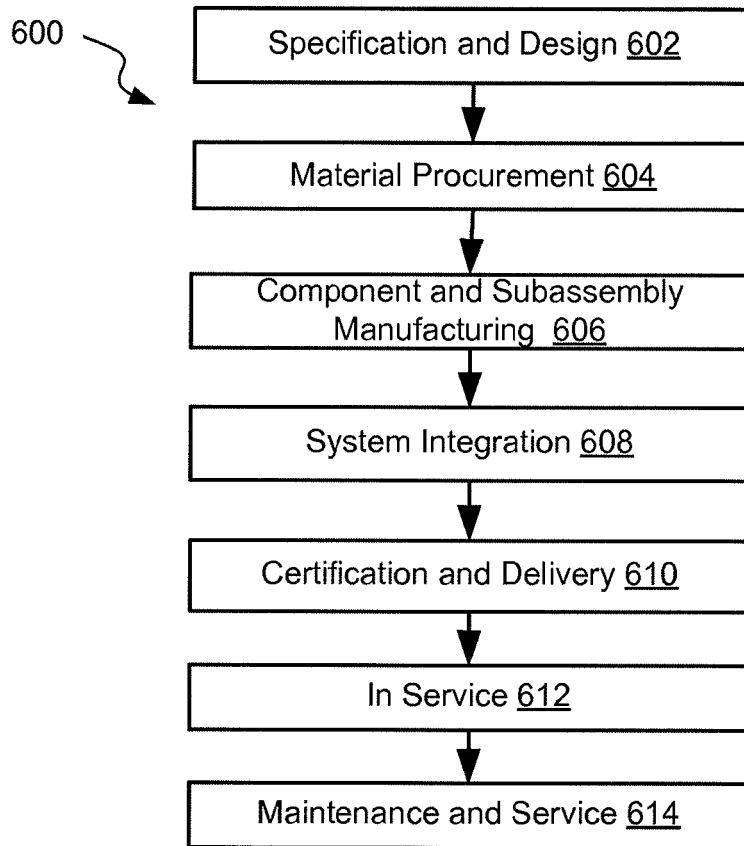 600
Specification and Design 602
Material Procurement 604
Component and Subassembly
Manufacturing 606
System Integration 608
Certification and Delivery 610
In Service 612
Maintenance and Service 614